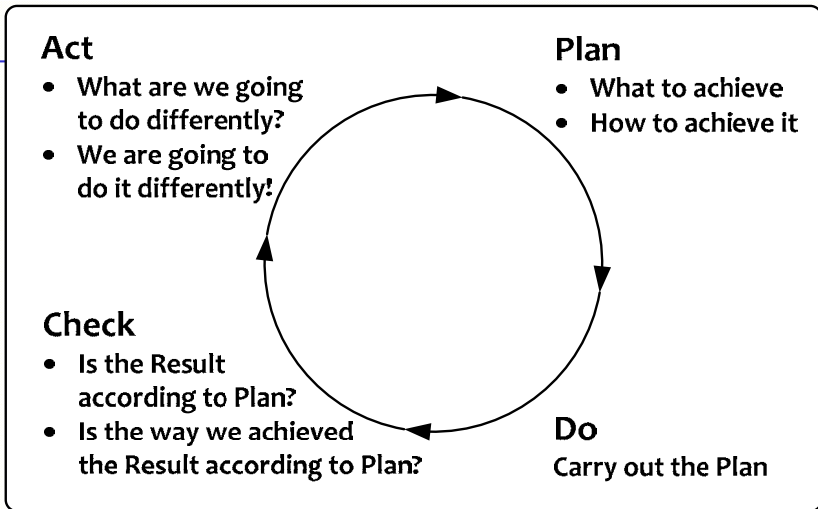 Act
• What are we going
to do differently?
• We are going to
do it differently!
Plan
• What to achieve
• How to achieve it
Check
• Is the Result
according to Plan?
• Is the way we achieved
the Result according to Plan?
Do
Carry out the Plan